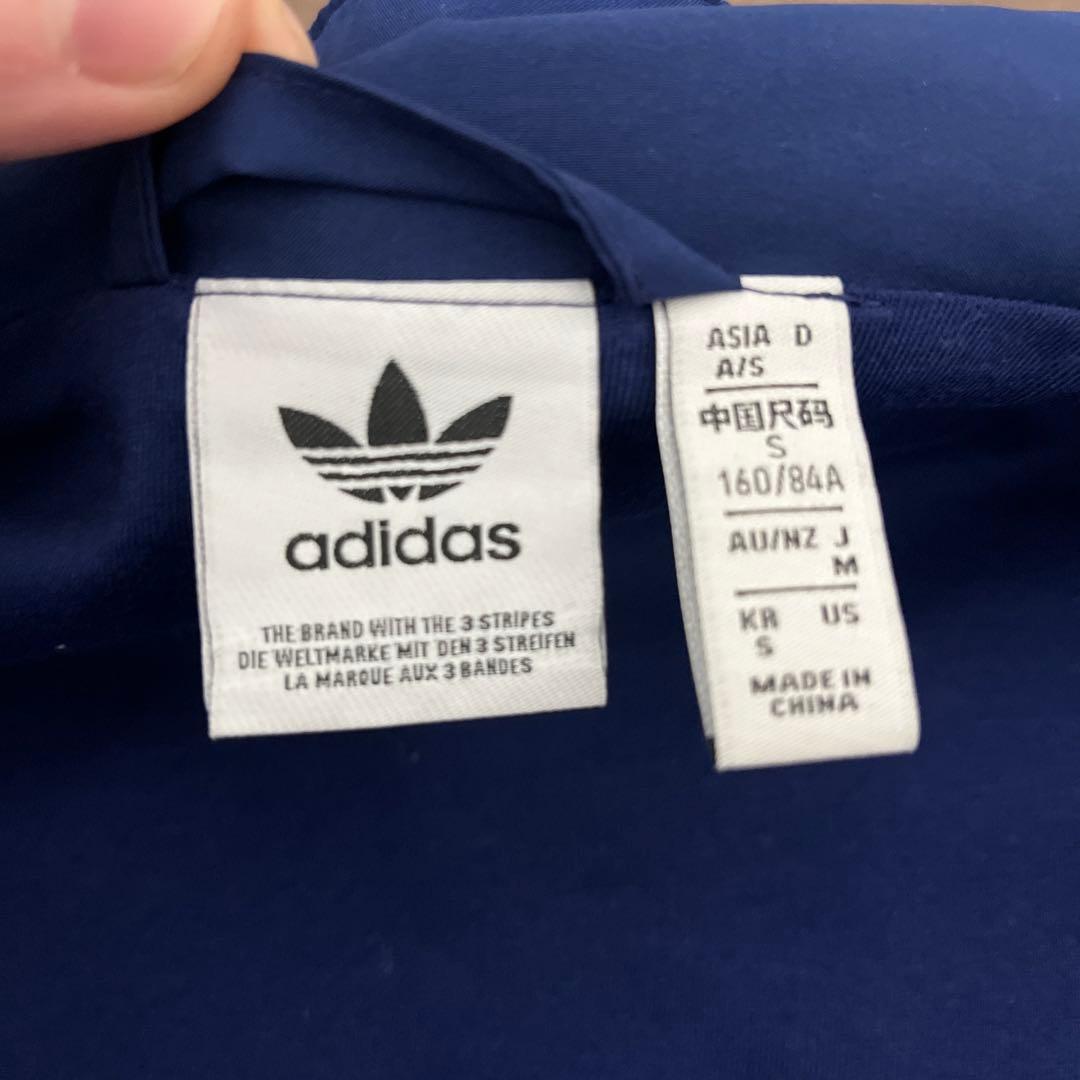 adidas
THE BRAND WITH THE 3 STRIPES
DIE WELTMARKE MIT DEN 3 STREIFEN
LA MARQUE AUX 3 BANDES
ASIA D
A/S
中国尺码
S
160/84A
AU/NZ J
M
KR US
S
MADE IN
CHINA